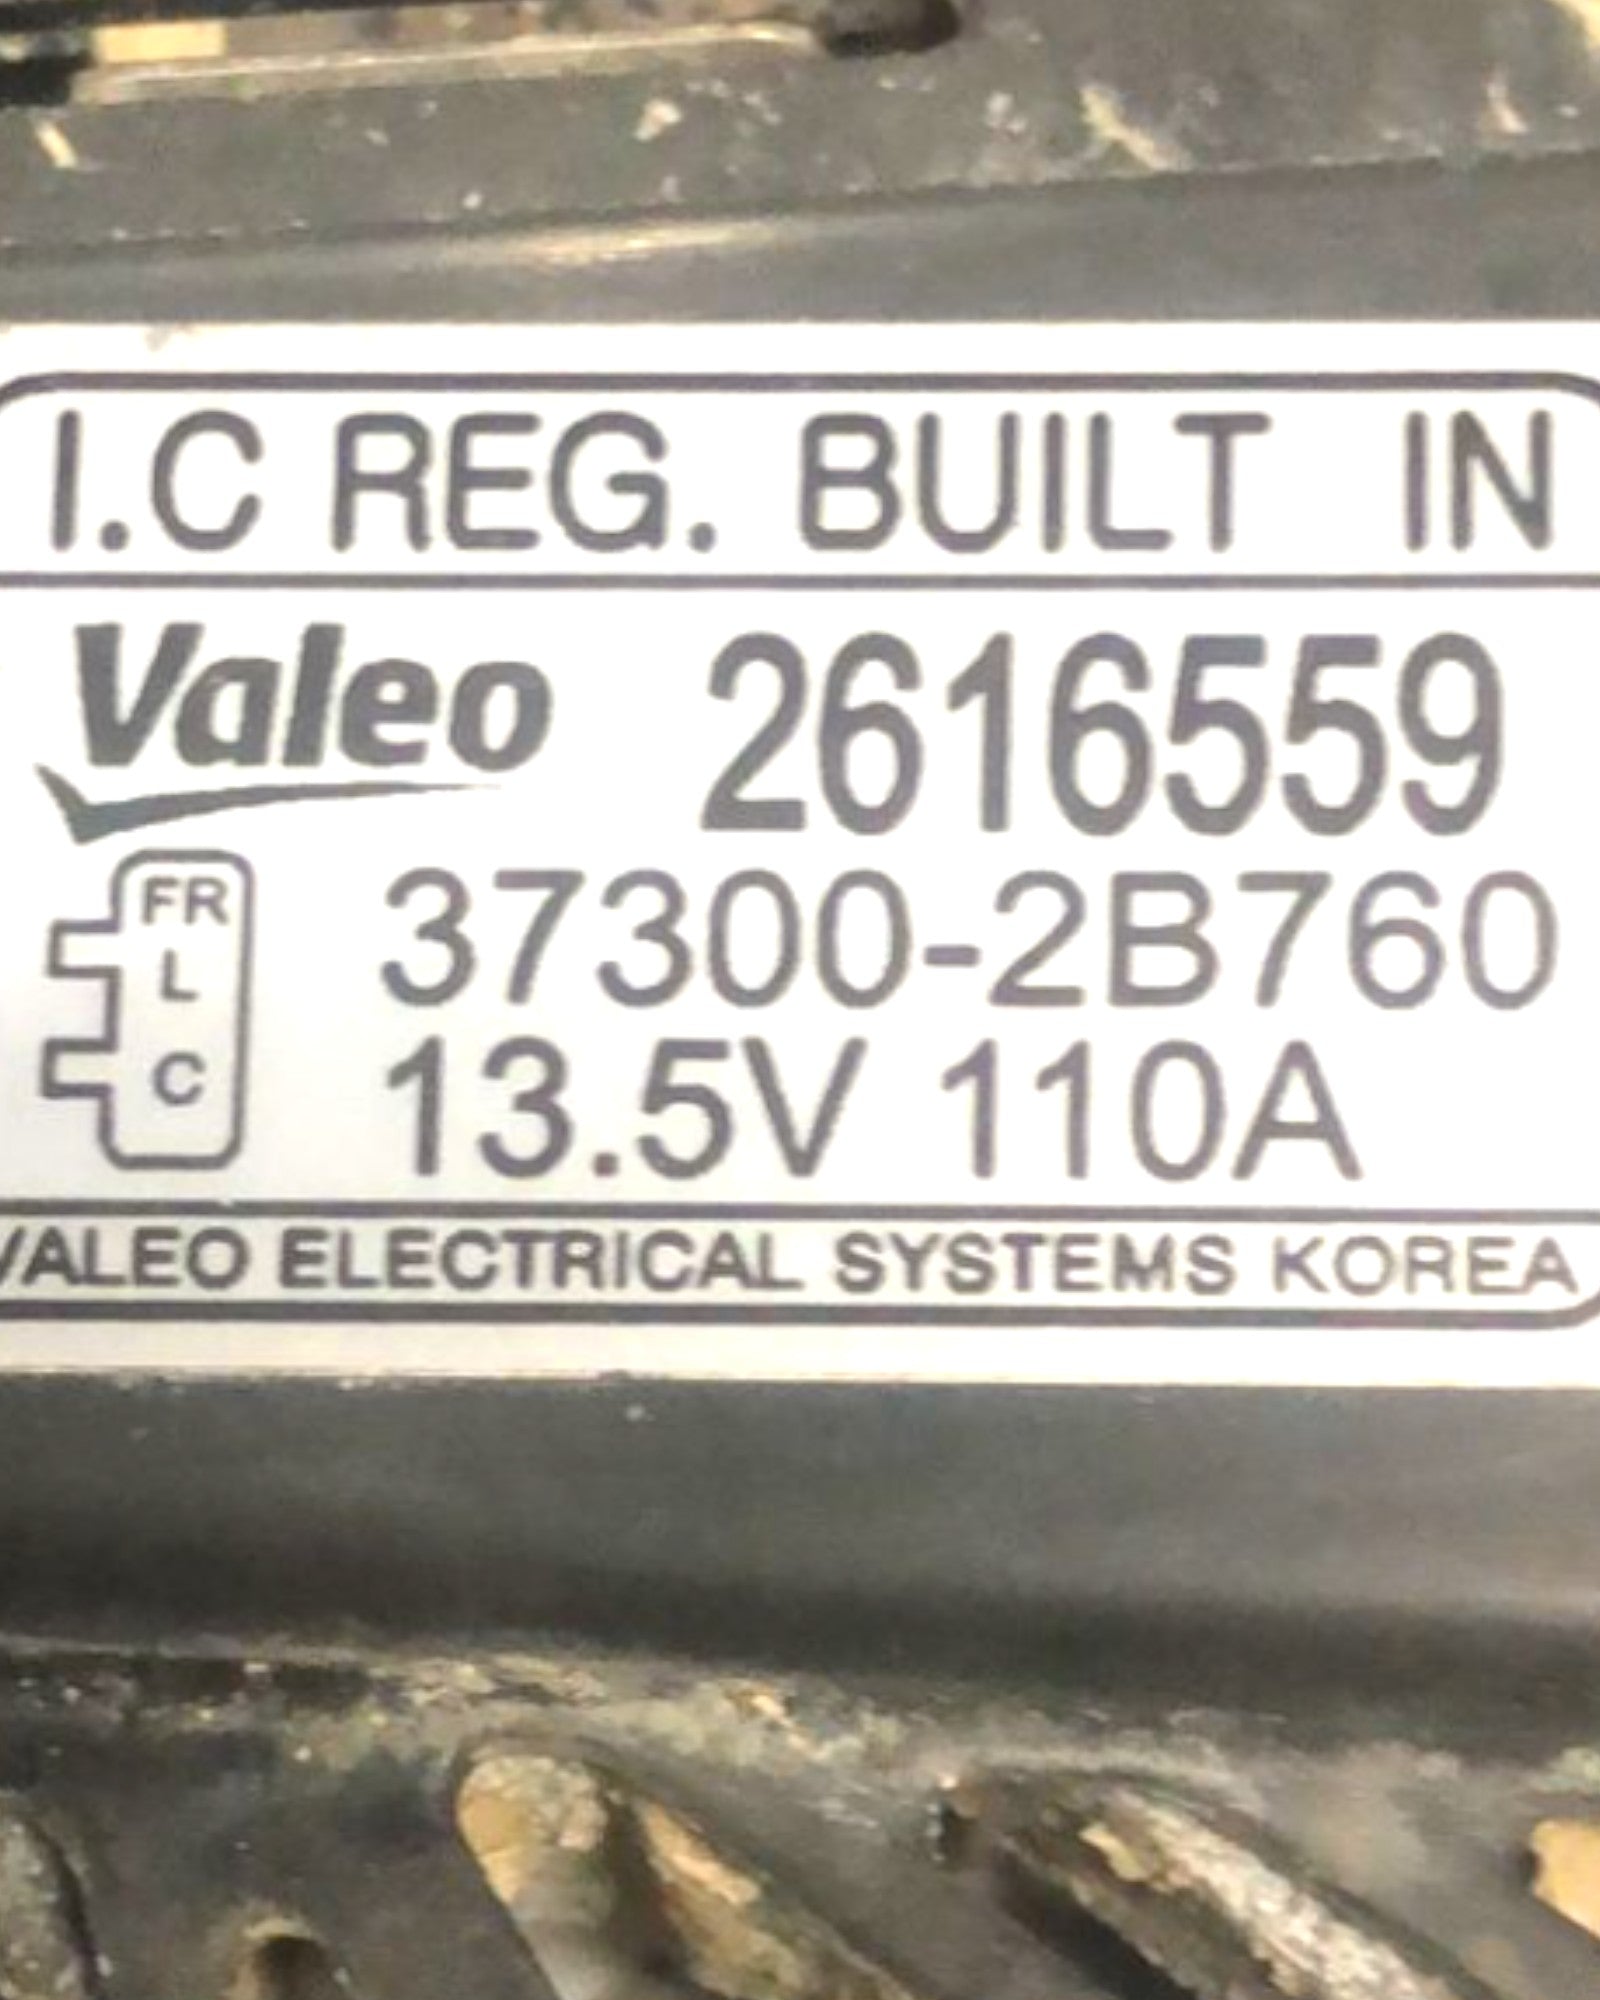 I.C REG. BUILT IN
Valeo 2616559
FR
L
C
37300-2B760
13.5V 110A
VALEO ELECTRICAL SYSTEMS KOREA